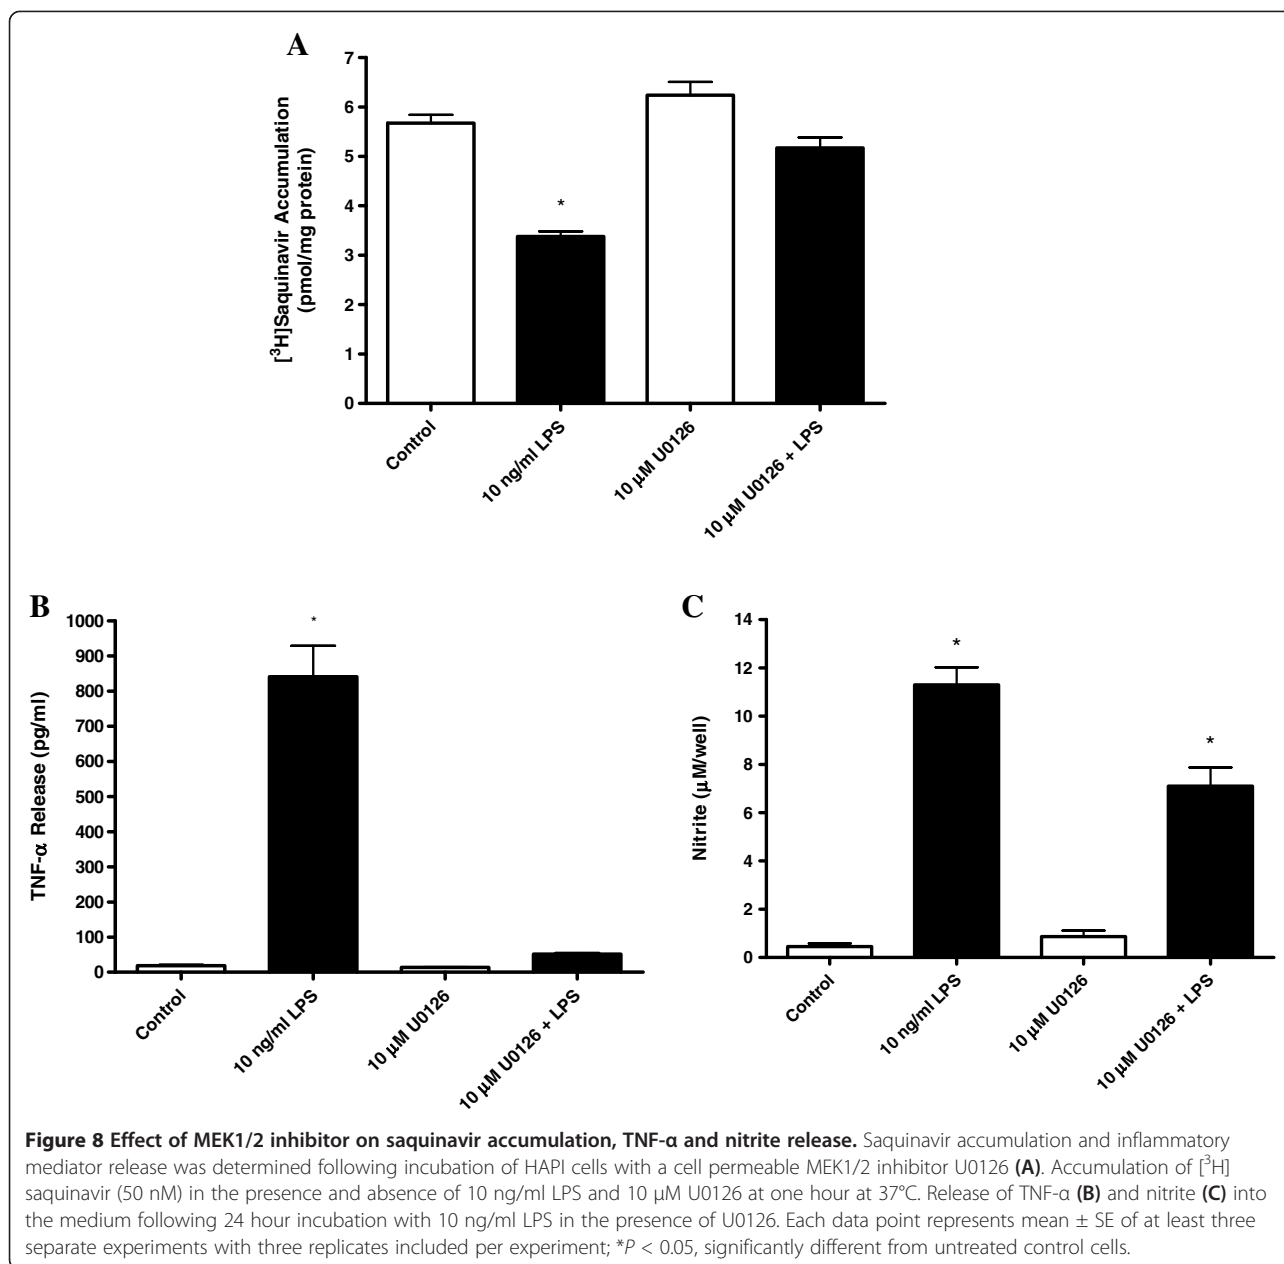 A
[³H]Saquinavir Accumulation
(pmol/mg protein)
7
6
5
4
3
2
1
0
*
Control
10 ng/ml LPS
10 µM U0126
10 µM U0126 + LPS
B
TNF-α Release (pg/ml)
1000
900
800
700
600
500
400
300
200
100
0
*
Control
10 ng/ml LPS
10 µM U0126
10 µM U0126 + LPS
C
Nitrite (µM/well)
14
12
10
8
6
4
2
0
*
*
Control
10 ng/ml LPS
10 µM U0126
10 µM U0126 + LPS
Figure 8 Effect of MEK1/2 inhibitor on saquinavir accumulation, TNF-α and nitrite release. Saquinavir accumulation and inflammatory
mediator release was determined following incubation of HAPI cells with a cell permeable MEK1/2 inhibitor U0126 (A). Accumulation of [³H]
saquinavir (50 nM) in the presence and absence of 10 ng/ml LPS and 10 µM U0126 at one hour at 37°C. Release of TNF-α (B) and nitrite (C) into
the medium following 24 hour incubation with 10 ng/ml LPS in the presence of U0126. Each data point represents mean ± SE of at least three
separate experiments with three replicates included per experiment; *P < 0.05, significantly different from untreated control cells.